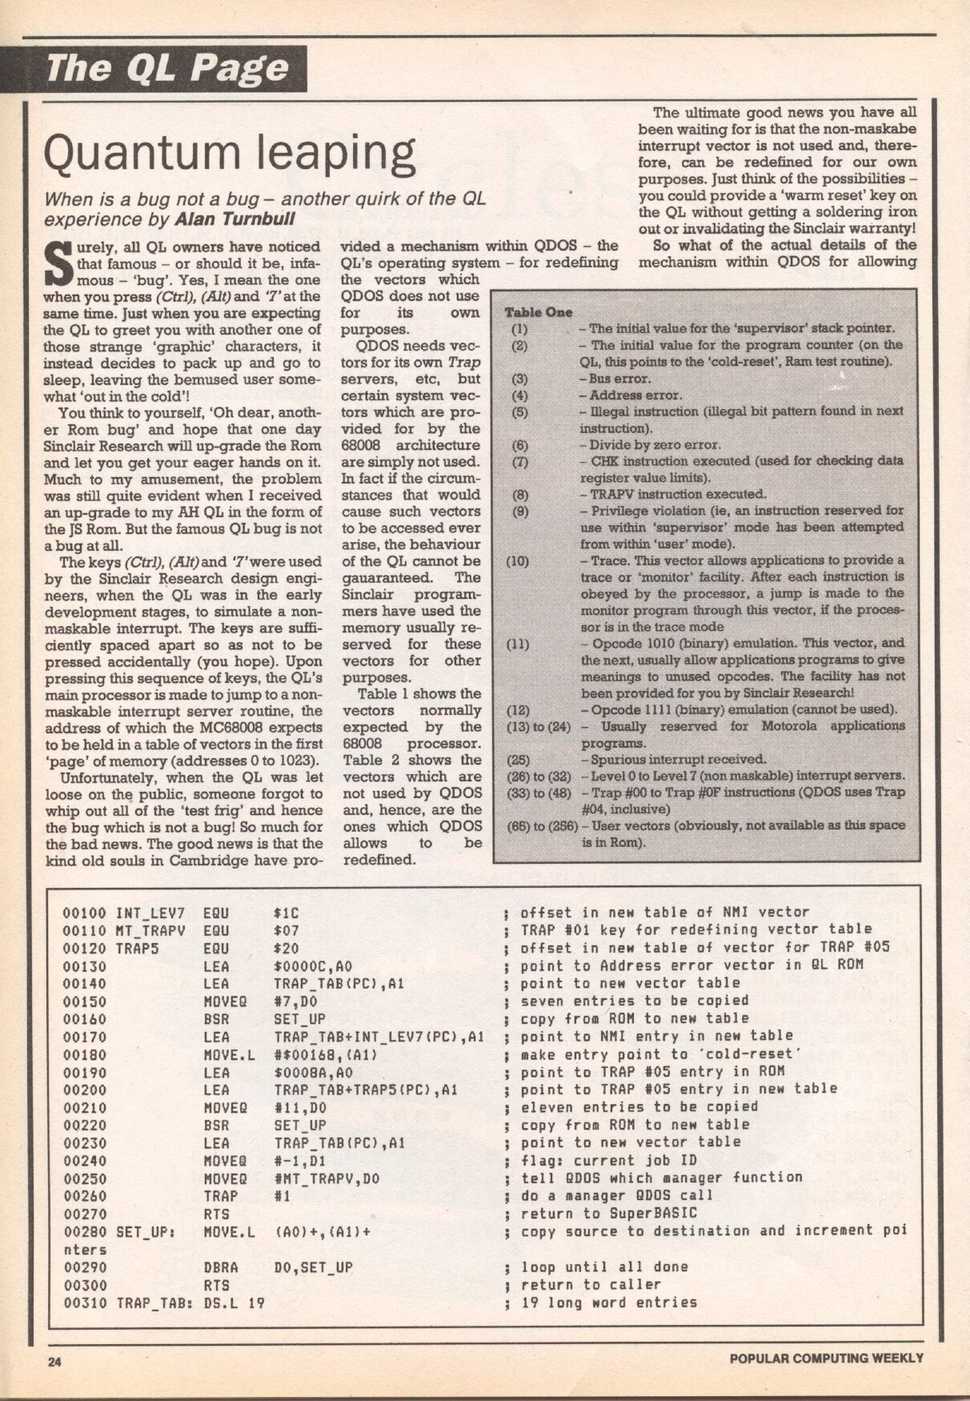 The QL Page
Quantum leaping
When is a bug not a bug – another quirk of the QL
experience by Alan Turnbull
Surely, all QL owners have noticed
that famous – or should it be, infa-
mous – 'bug'. Yes, I mean the one
when you press (Ctrl), (Alt) and '7' at the
same time. Just when you are expecting
the QL to greet you with another one of
those strange 'graphic' characters, it
instead decides to pack up and go to
sleep, leaving the bemused user some-
what 'out in the cold'!
You think to yourself, 'Oh dear, anoth-
er Rom bug' and hope that one day
Sinclair Research will up-grade the Rom
and let you get your eager hands on it.
Much to my amusement, the problem
was still quite evident when I received
an up-grade to my AH QL in the form of
the JS Rom. But the famous QL bug is not
a bug at all.
The keys (Ctrl), (Alt) and '7' were used
by the Sinclair Research design engi-
neers, when the QL was in the early
development stages, to simulate a non-
maskable interrupt. The keys are suffi-
ciently spaced apart so as not to be
pressed accidentally (you hope). Upon
pressing this sequence of keys, the QL's
main processor is made to jump to a non-
maskable interrupt server routine, the
address of which the MC68008 expects
to be held in a table of vectors in the first
'page' of memory (addresses 0 to 1023).
Unfortunately, when the QL was let
loose on the public, someone forgot to
whip out all of the 'test frig' and hence
the bug which is not a bug! So much for
the bad news. The good news is that the
kind old souls in Cambridge have pro-
vided a mechanism within QDOS – the
QL's operating system – for redefining
the vectors which
QDOS does not use
for its own
purposes.
QDOS needs vec-
tors for its own Trap
servers, etc, but
certain system vec-
tors which are pro-
vided for by the
68008 architecture
are simply not used.
In fact if the circum-
stances that would
cause such vectors
to be accessed ever
arise, the behaviour
of the QL cannot be
gauaranteed. The
Sinclair program-
mers have used the
memory usually re-
served for these
vectors for other
purposes.
Table 1 shows the
vectors normally
expected by the
68008 processor.
Table 2 shows the
vectors which are
not used by QDOS
and, hence, are the
ones which QDOS
allows to be
redefined.
The ultimate good news you have all
been waiting for is that the non-maskabe
interrupt vector is not used and, there-
fore, can be redefined for our own
purposes. Just think of the possibilities –
you could provide a 'warm reset' key on
the QL without getting a soldering iron
out or invalidating the Sinclair warranty!
So what of the actual details of the
mechanism within QDOS for allowing
Table One
(1) – The initial value for the 'supervisor' stack pointer.
(2) – The initial value for the program counter (on the
QL, this points to the 'cold-reset', Ram test routine).
(3) – Bus error.
(4) – Address error.
(5) – Illegal instruction (illegal bit pattern found in next
instruction).
(6) – Divide by zero error.
(7) – CHK instruction executed (used for checking data
register value limits).
(8) – TRAPV instruction executed.
(9) – Privilege violation (ie, an instruction reserved for
use within 'supervisor' mode has been attempted
from within 'user' mode).
(10) – Trace. This vector allows applications to provide a
trace or 'monitor' facility. After each instruction is
obeyed by the processor, a jump is made to the
monitor program through this vector, if the proces-
sor is in the trace mode
(11) – Opcode 1010 (binary) emulation. This vector, and
the next, usually allow applications programs to give
meanings to unused opcodes. The facility has not
been provided for you by Sinclair Research!
(12) – Opcode 1111 (binary) emulation (cannot be used).
(13) to (24) – Usually reserved for Motorola applications
programs.
(25) – Spurious interrupt received.
(26) to (32) – Level 0 to Level 7 (non maskable) interrupt servers.
(33) to (48) – Trap #00 to Trap #0F instructions (QDOS uses Trap
#04, inclusive)
(65) to (256) – User vectors (obviously, not available as this space
is in Rom).
00100 INT_LEV7 EQU $1C ; offset in new table of NMI vector
00110 MT_TRAPV EQU $07 ; TRAP #01 key for redefining vector table
00120 TRAP5 EQU $20 ; offset in new table of vector for TRAP #05
00130 LEA $0000C,A0 ; point to Address error vector in QL ROM
00140 LEA TRAP_TAB(PC),A1 ; point to new vector table
00150 MOVEQ #7,D0 ; seven entries to be copied
00160 BSR SET_UP ; copy from ROM to new table
00170 LEA TRAP_TAB+INT_LEV7(PC),A1 ; point to NMI entry in new table
00180 MOVE.L #$00168,(A1) ; make entry point to 'cold-reset'
00190 LEA $0008A,A0 ; point to TRAP #05 entry in ROM
00200 LEA TRAP_TAB+TRAP5(PC),A1 ; point to TRAP #05 entry in new table
00210 MOVEQ #11,D0 ; eleven entries to be copied
00220 BSR SET_UP ; copy from ROM to new table
00230 LEA TRAP_TAB(PC),A1 ; point to new vector table
00240 MOVEQ #-1,D1 ; flag: current job ID
00250 MOVEQ #MT_TRAPV,D0 ; tell QDOS which manager function
00260 TRAP #1 ; do a manager QDOS call
00270 RTS ; return to SuperBASIC
00280 SET_UP: MOVE.L (A0)+,(A1)+ ; copy source to destination and increment poi
nters
00290 DBRA D0,SET_UP ; loop until all done
00300 RTS ; return to caller
00310 TRAP_TAB: DS.L 19 ; 19 long word entries
24
POPULAR COMPUTING WEEKLY